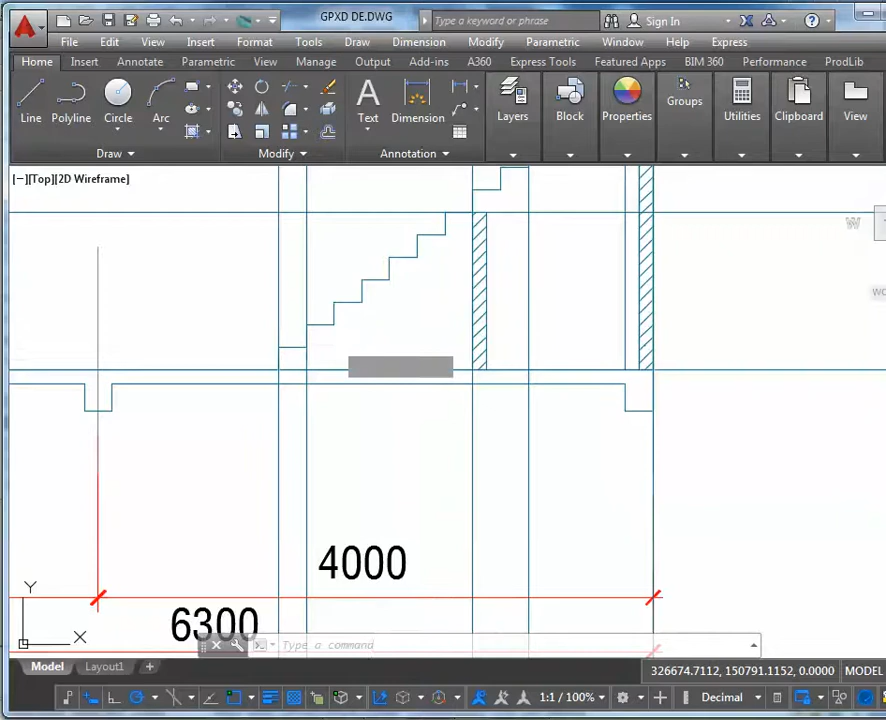 GPXD DE.DWG
Type a keyword or phrase
Sign In
File Edit View Insert Format Tools Draw Dimension Modify Parametric Window Help Express
Home Insert Annotate Parametric View Manage Output Add-ins A360 Express Tools Featured Apps BIM 360 Performance ProdLib
Line Polyline Circle Arc Text Dimension Layers Block Properties Groups Utilities Clipboard View
Draw Modify Annotation
[−][Top][2D Wireframe]
W
4000
Y
6300
X
Type a command
Model Layout1
326674.7112, 150791.1152, 0.0000 MODEL
1:1 / 100% Decimal